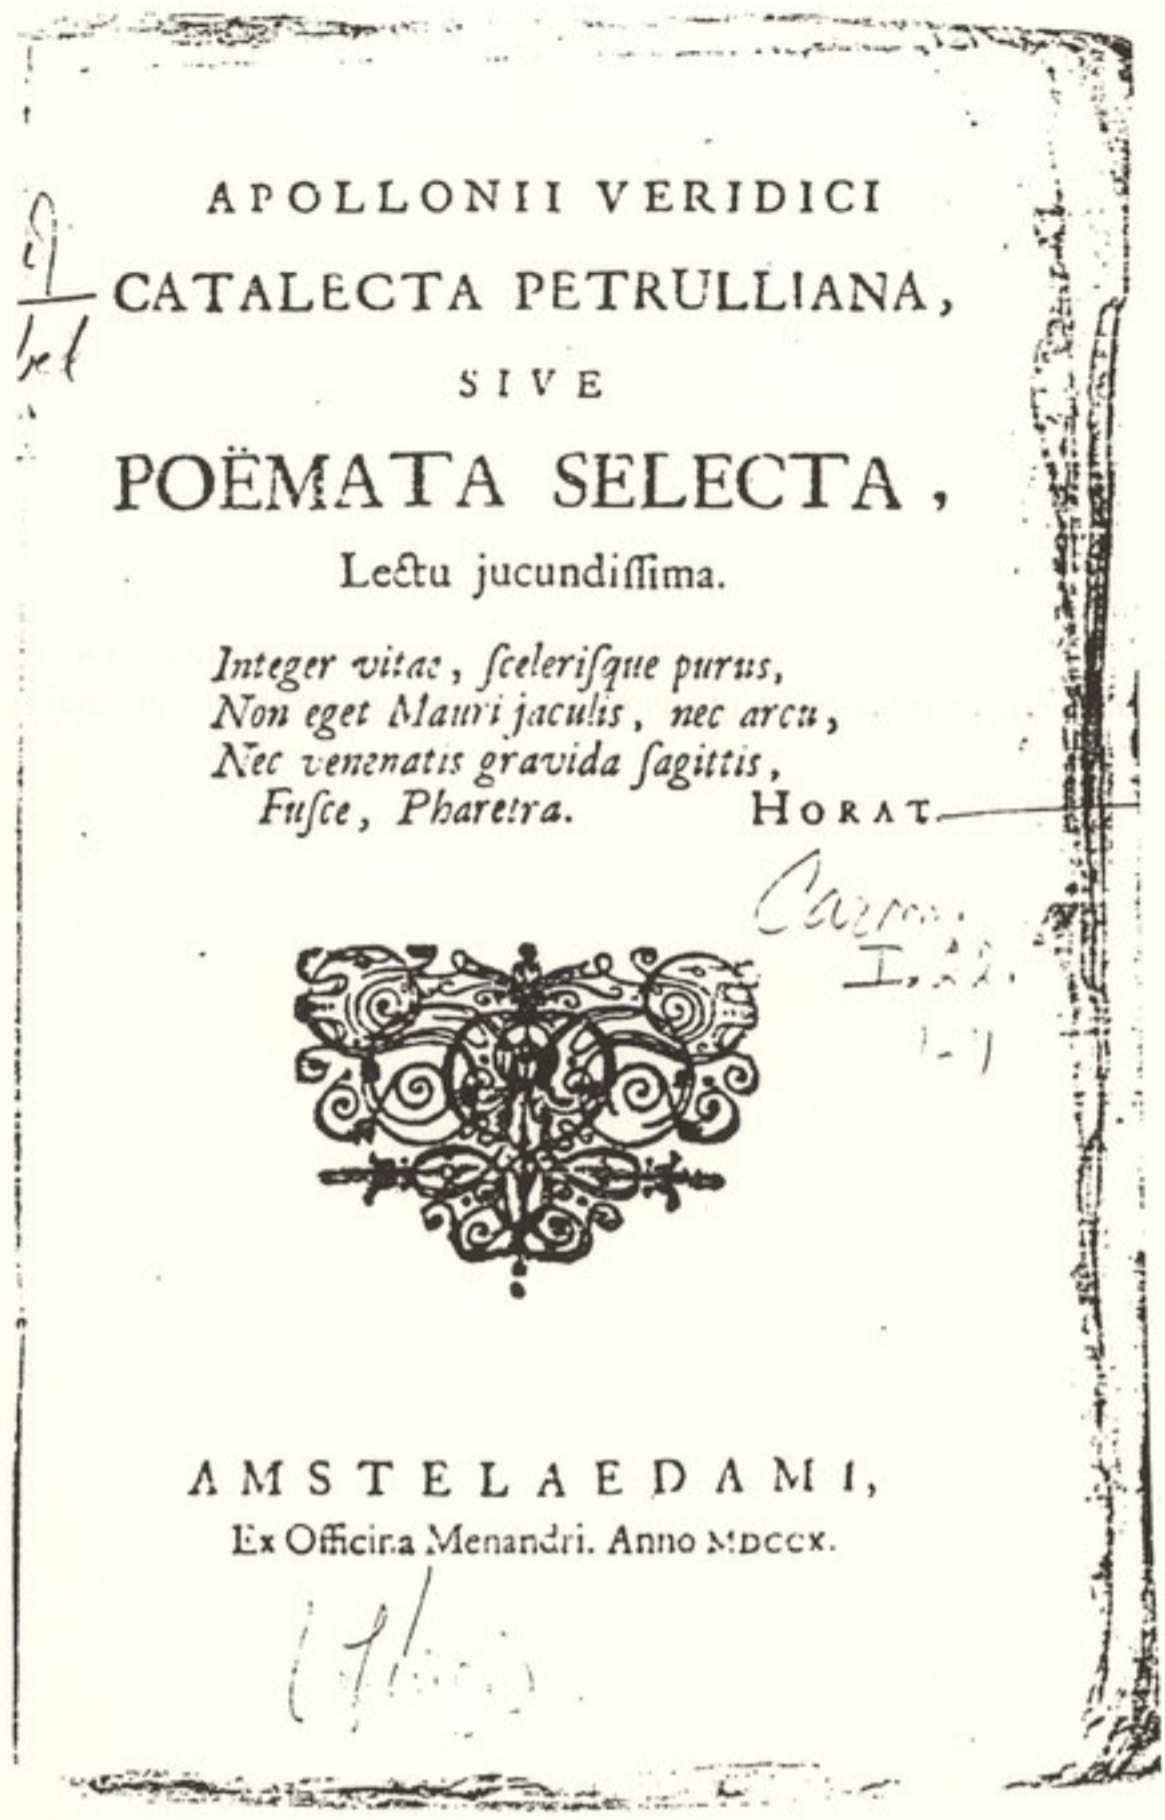 APOLLONII VERIDICI
CATALECTA PETRULLIANA,
SIVE
POËMATA SELECTA,
Lectu jucundiſſima.
Integer vitae, ſceleriſque purus,
Non eget Mauri jaculis, nec arcu,
Nec venenatis gravida ſagittis,
Fuſce, Pharetra. HORAT.
Carm.
I. 22.
AMSTELAEDAMI,
Ex Officina Menandri. Anno MDCCX.